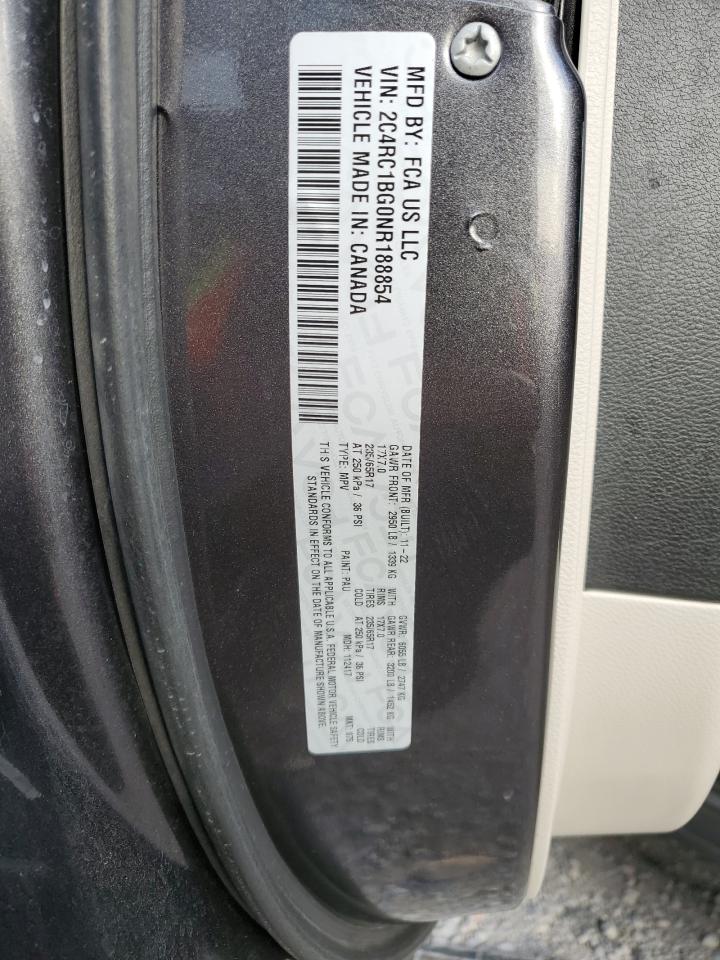 MFD BY: FCA US LLC
VIN: 2C4RC1BG0NR188854
VEHICLE MADE IN: CANADA
DATE OF MFR (BUILT): 11-22 GVWR: 6055 LB / 2747 KG
GAWR FRONT: 2950 LB / 1339 KG WITH GAWR REAR: 3200 LB / 1452 KG WITH
17X7.0 RIMS 17X7.0 RIMS
235/65R17 TIRES 235/65R17 TIRES
AT 250 kPa / 36 PSI COLD AT 250 kPa / 36 PSI COLD
TYPE: MPV PAINT: PAU MDH: 112417 MKT:
THIS VEHICLE CONFORMS TO ALL APPLICABLE U.S.A. FEDERAL MOTOR VEHICLE SAFETY
STANDARDS IN EFFECT ON THE DATE OF MANUFACTURE SHOWN ABOVE.